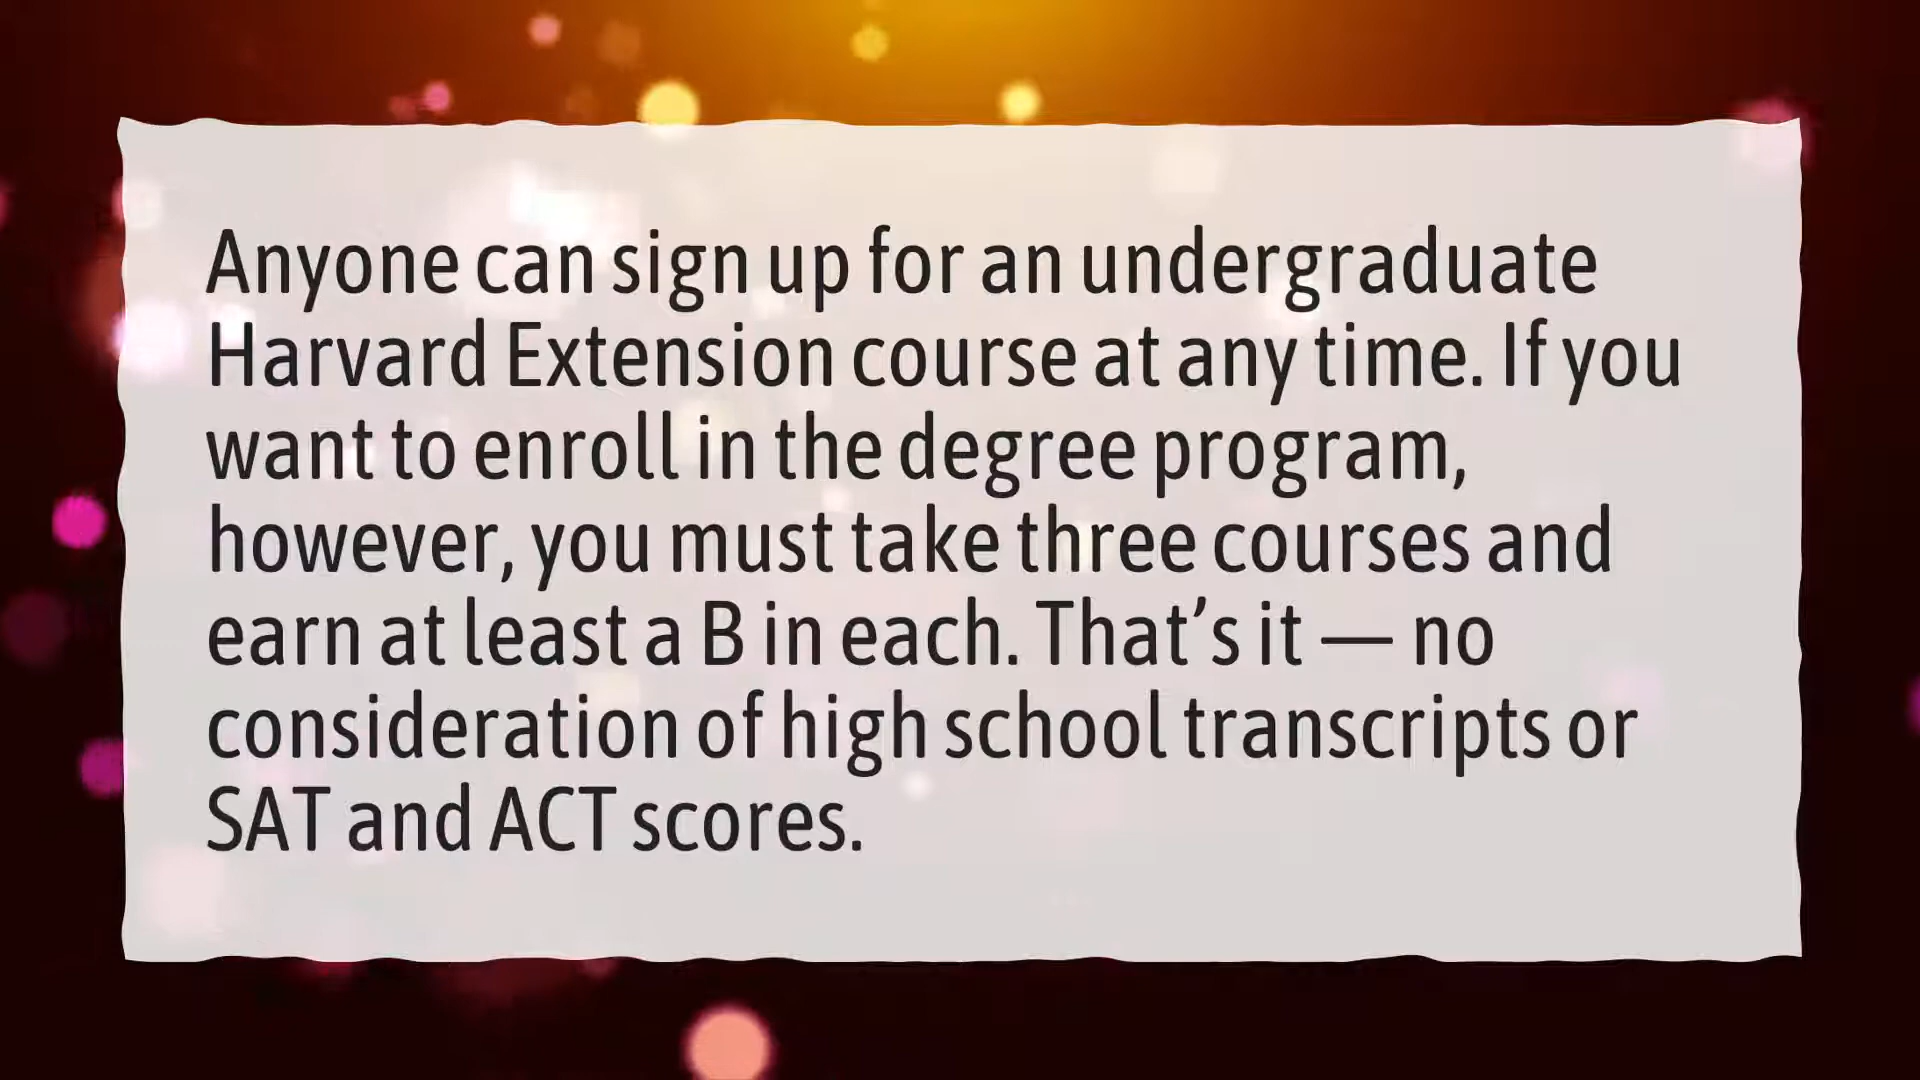 Anyone can sign up for an undergraduate
Harvard Extension course at any time. If you
want to enroll in the degree program,
however, you must take three courses and
earn at least a B in each. That’s it — no
consideration of high school transcripts or
SAT and ACT scores.